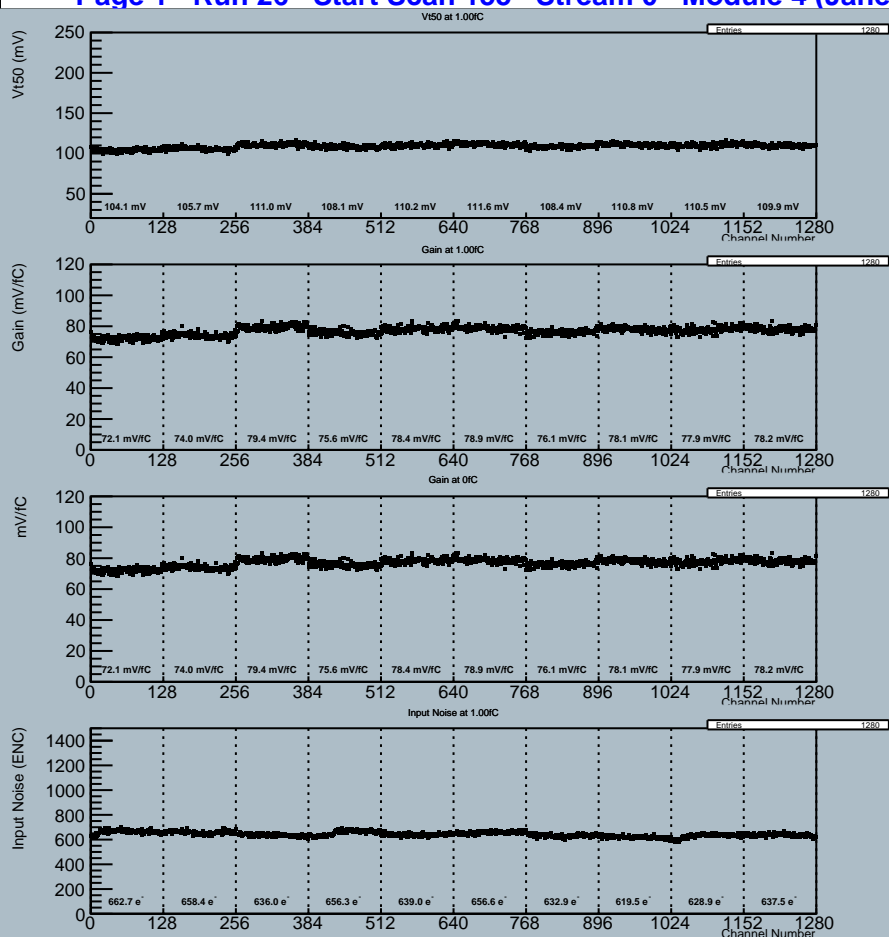 Page 1 Run 26 Start Scan Stream 0 Module 4
Vt50 at 1.00fC
Entries 1280
Vt50 (mV)
250
200
150
100
50
104.1 mV 105.7 mV 111.0 mV 108.1 mV 110.2 mV 111.6 mV 108.4 mV 110.8 mV 110.5 mV 109.9 mV
0 128 256 384 512 640 768 896 1024 1152 1280
Channel Number
Gain at 1.00fC
Entries 1280
Gain (mV/fC)
120
100
80
60
40
20
0
72.1 mV/fC 74.0 mV/fC 79.4 mV/fC 75.6 mV/fC 78.4 mV/fC 78.9 mV/fC 76.1 mV/fC 78.1 mV/fC 77.9 mV/fC 78.2 mV/fC
0 128 256 384 512 640 768 896 1024 1152 1280
Channel Number
Gain at 0fC
Entries 1280
mV/fC
120
100
80
60
40
20
0
72.1 mV/fC 74.0 mV/fC 79.4 mV/fC 75.6 mV/fC 78.4 mV/fC 78.9 mV/fC 76.1 mV/fC 78.1 mV/fC 77.9 mV/fC 78.2 mV/fC
0 128 256 384 512 640 768 896 1024 1152 1280
Channel Number
Input Noise at 1.00fC
Entries 1280
Input Noise (ENC)
1400
1200
1000
800
600
400
200
0
662.7 e⁻ 658.4 e⁻ 636.0 e⁻ 656.3 e⁻ 639.0 e⁻ 656.6 e⁻ 632.9 e⁻ 619.5 e⁻ 628.9 e⁻ 637.5 e⁻
0 128 256 384 512 640 768 896 1024 1152 1280
Channel Number